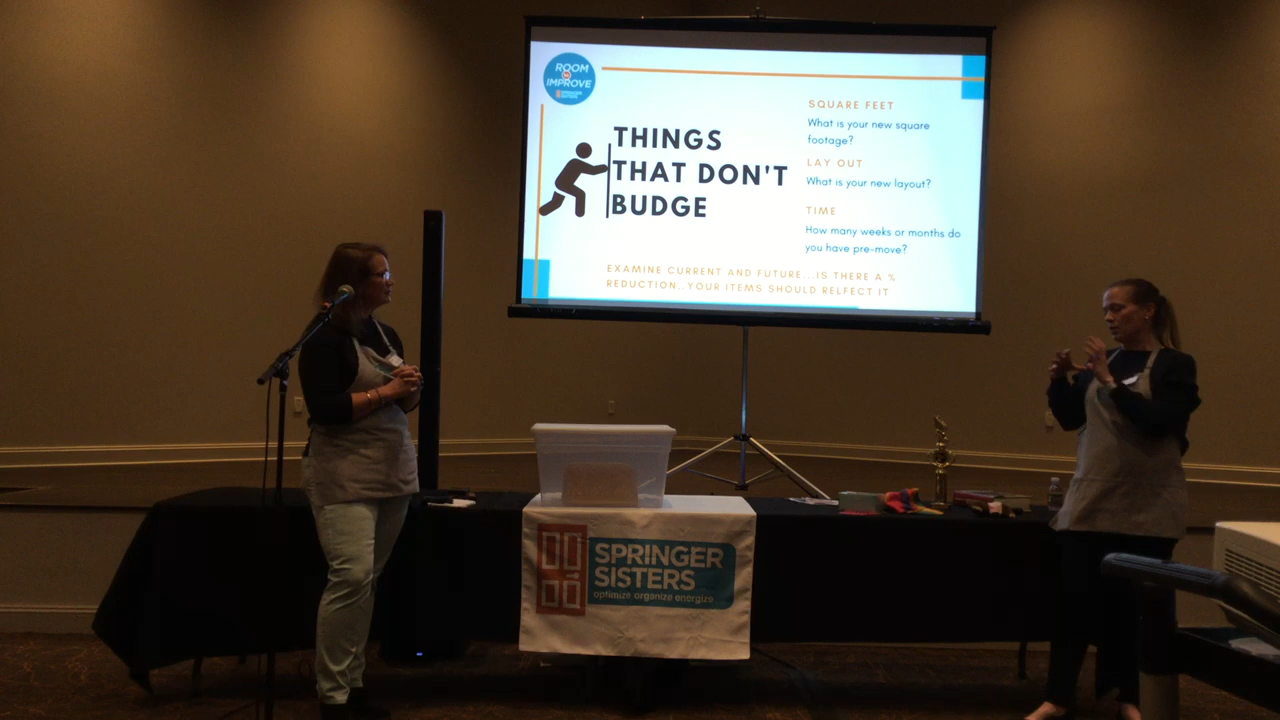 ROOM
to
IMPROVE
SPRINGER
SISTERS
THINGS
THAT DON'T
BUDGE
SQUARE FEET
What is your new square
footage?
LAY OUT
What is your new layout?
TIME
How many weeks or months do
you have pre-move?
EXAMINE CURRENT AND FUTURE...IS THERE A %
REDUCTION..YOUR ITEMS SHOULD RELFECT IT
SPRINGER
SISTERS
optimize organize energize